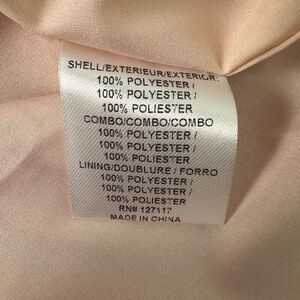 SHELL/EXTERIEUR/EXTERIOR:
100% POLYESTER /
100% POLYESTER /
100% POLIESTER
COMBO/COMBO/COMBO
100% POLYESTER /
100% POLYESTER /
100% POLIESTER
LINING/DOUBLURE / FORRO
100% POLYESTER /
100% POLYESTER /
100% POLIESTER
RN# 127117
MADE IN CHINA